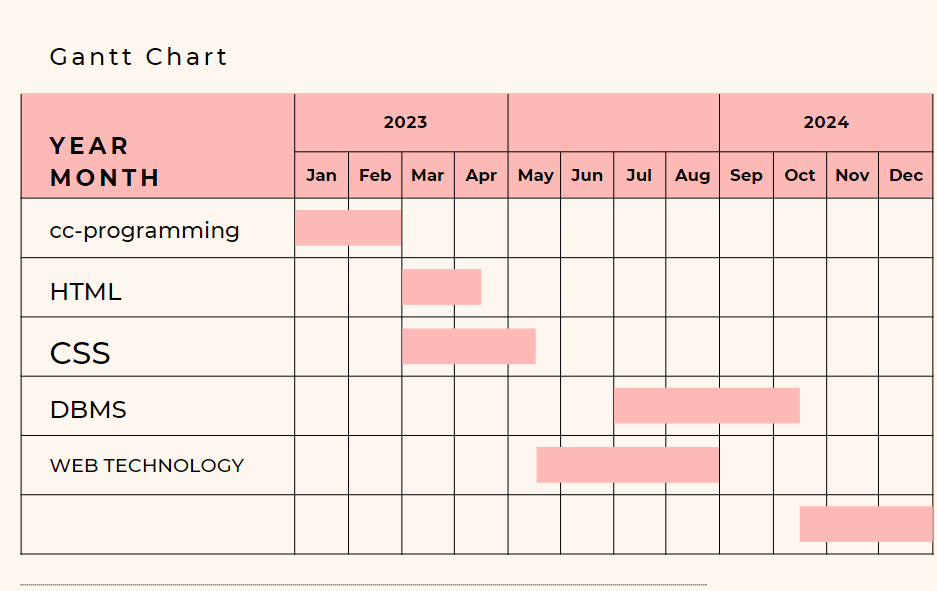 Gantt Chart
YEAR
MONTH
2023
2024
Jan Feb Mar Apr May Jun Jul Aug Sep Oct Nov Dec
cc-programming
HTML
CSS
DBMS
WEB TECHNOLOGY